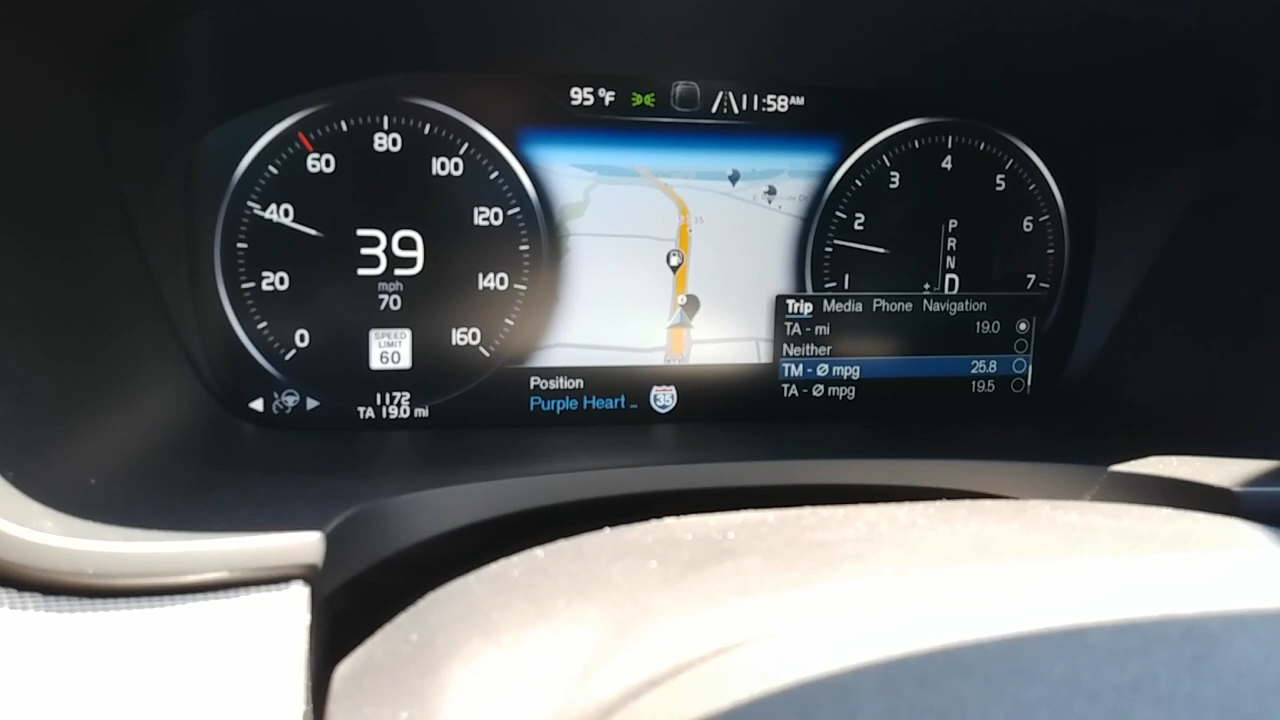 95 °F
11:58AM
80
60
100
40
120
20
140
0
160
39
mph
70
SPEED
LIMIT
60
1172
TA 19.0 mi
35
Position
Purple Heart ...
35
4
3
5
2
6
1
7
P
R
N
D
+
Trip Media Phone Navigation
TA - mi 19.0
Neither
TM - Ø mpg 25.8
TA - Ø mpg 19.5